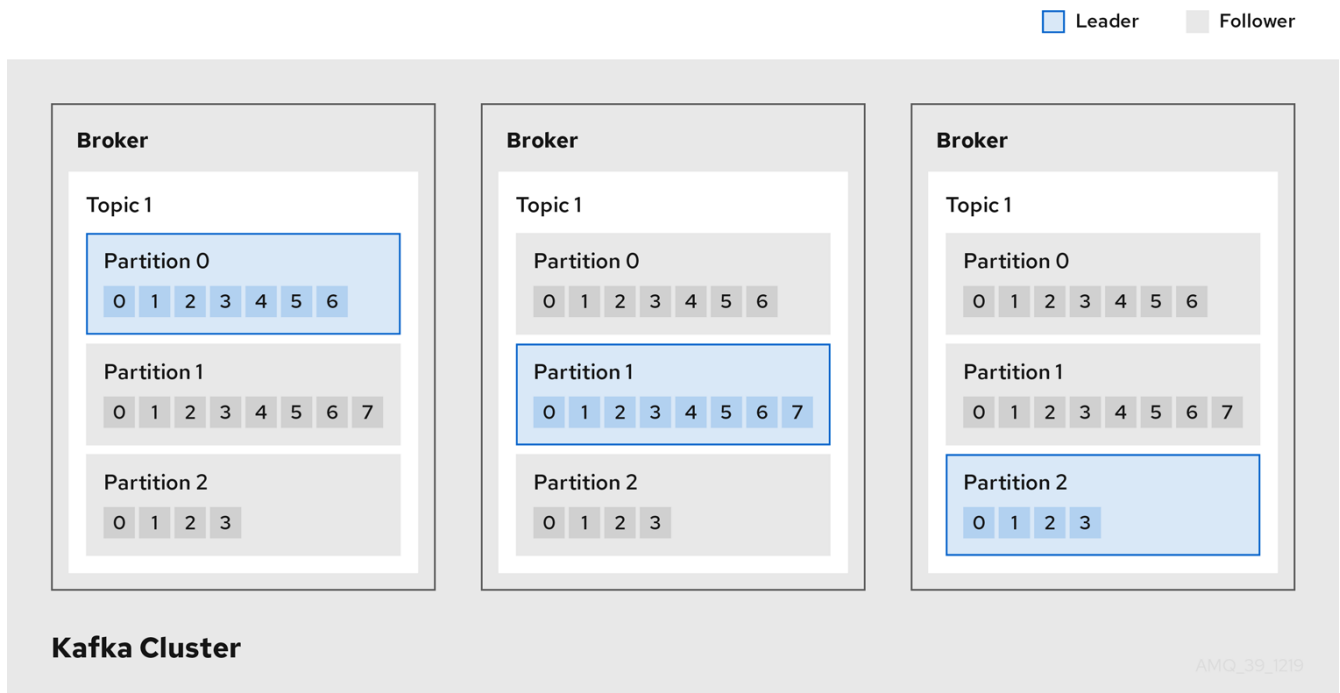 Leader Follower
Broker
Topic 1
Partition 0
0 1 2 3 4 5 6
Partition 1
0 1 2 3 4 5 6 7
Partition 2
0 1 2 3
Broker
Topic 1
Partition 0
0 1 2 3 4 5 6
Partition 1
0 1 2 3 4 5 6 7
Partition 2
0 1 2 3
Broker
Topic 1
Partition 0
0 1 2 3 4 5 6
Partition 1
0 1 2 3 4 5 6 7
Partition 2
0 1 2 3
Kafka Cluster
AMQ_39_1219